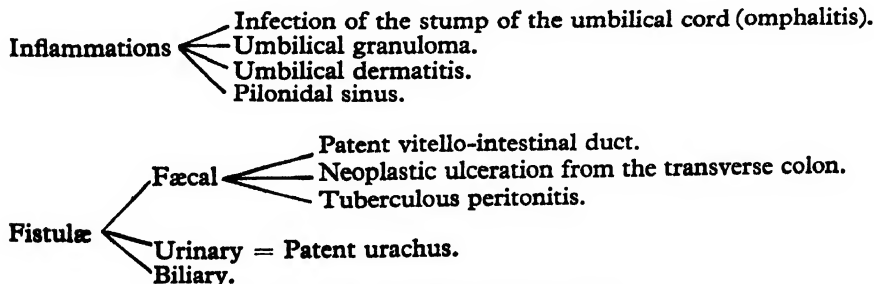 Infection of the stump of the umbilical cord (omphalitis).
Inflammations
Umbilical granuloma.
Umbilical dermatitis.
Pilonidal sinus.
Patent vitello-intestinal duct.
Fæcal
Neoplastic ulceration from the transverse colon.
Tuberculous peritonitis.
Fistulæ
Urinary = Patent urachus.
Biliary.